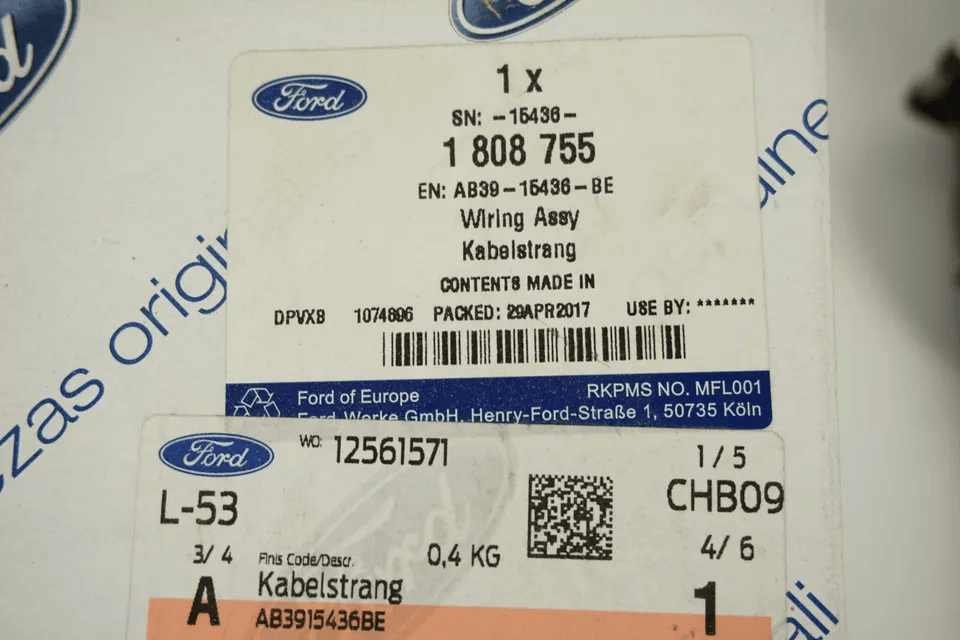 Ford
1 x
SN: -15436-
1 808 755
EN: AB39-15436-BE
Wiring Assy
Kabelstrang
CONTENTS MADE IN
DPVXB 1074896 PACKED: 29APR2017 USE BY: *******
Ford of Europe RKPMS NO. MFL001
Ford-Werke GmbH, Henry-Ford-Straße 1, 50735 Köln
Ford WO: 12561571 1/5
L-53 CHB09
3/4 Finis Code/Descr. 0,4 KG 4/6
A Kabelstrang 1
AB3915436BE